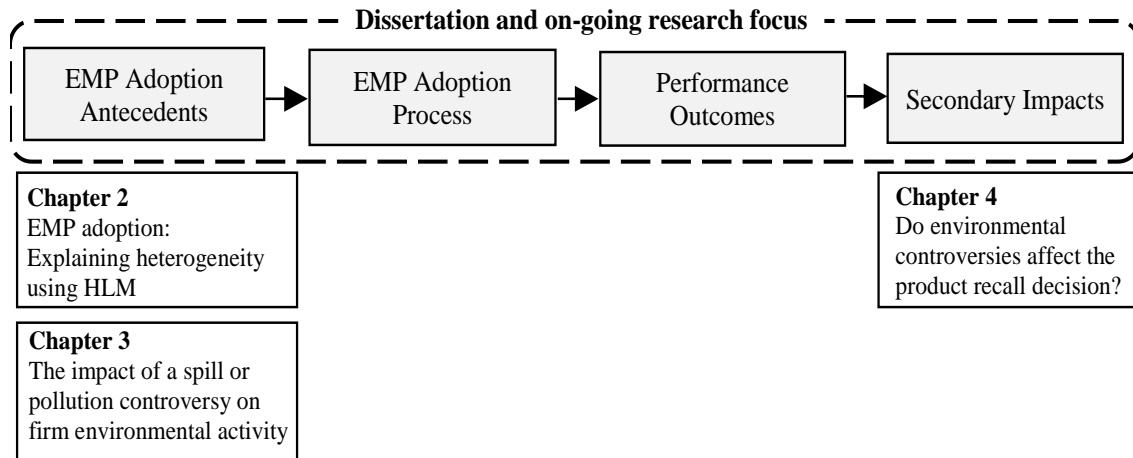 Dissertation and on-going research focus
EMP Adoption
Antecedents
EMP Adoption
Process
Performance
Outcomes
Secondary Impacts
Chapter 2
EMP adoption:
Explaining heterogeneity
using HLM
Chapter 3
The impact of a spill or
pollution controversy on
firm environmental activity
Chapter 4
Do environmental
controversies affect the
product recall decision?